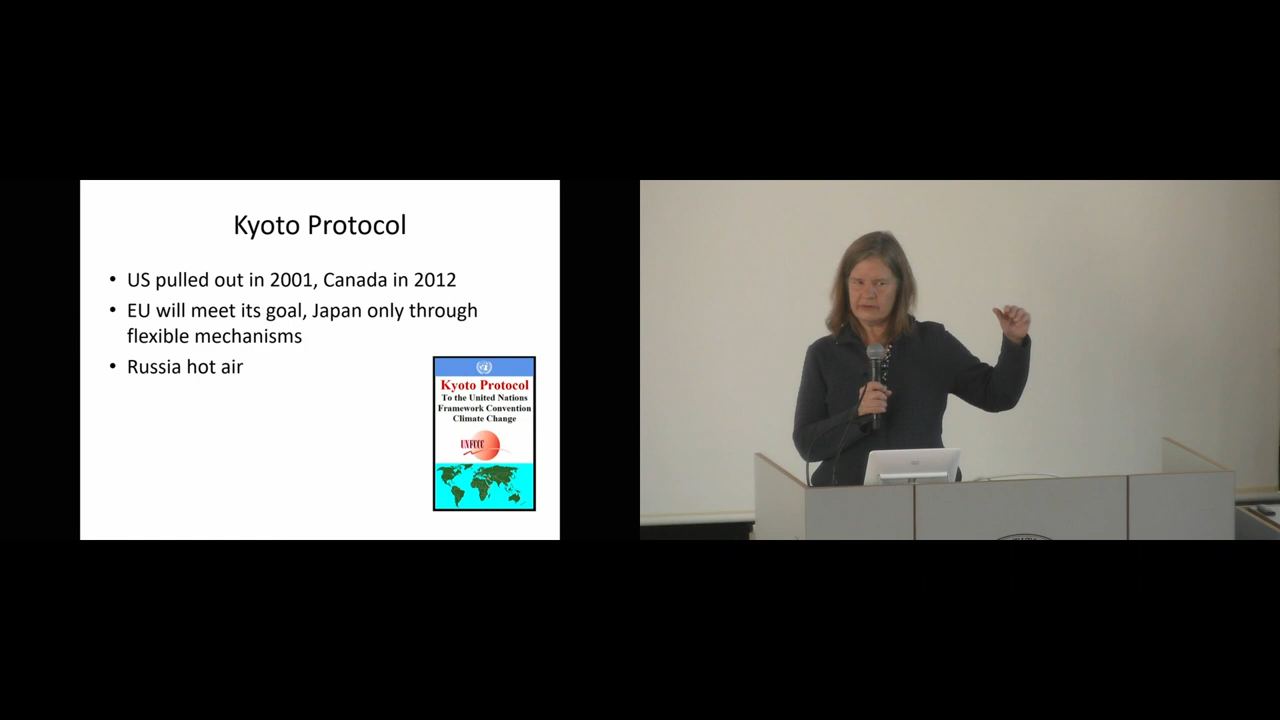 Kyoto Protocol
• US pulled out in 2001, Canada in 2012
• EU will meet its goal, Japan only through
flexible mechanisms
• Russia hot air
Kyoto Protocol
To the United Nations
Framework Convention
Climate Change
UNFCCC